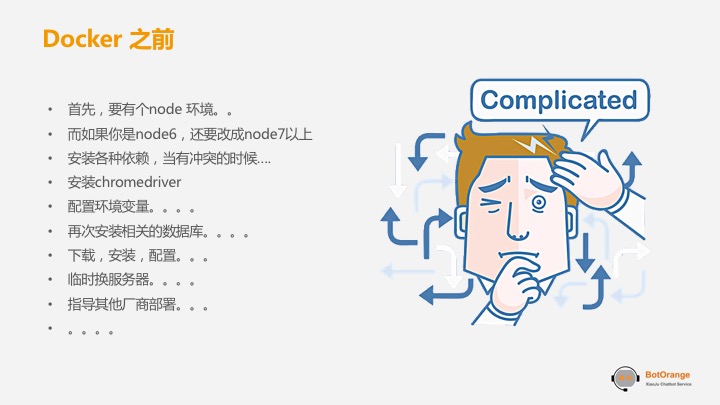 Docker 之前
• 首先，要有个node 环境。。
• 而如果你是node6，还要改成node7以上
• 安装各种依赖，当有冲突的时候….
• 安装chromedriver
• 配置环境变量。。。。
• 再次安装相关的数据库。。。。
• 下载，安装，配置。。。
• 临时换服务器。。。。
• 指导其他厂商部署。。。
• 。。。。
Complicated
BotOrange
XiaoJu Chatbot Service